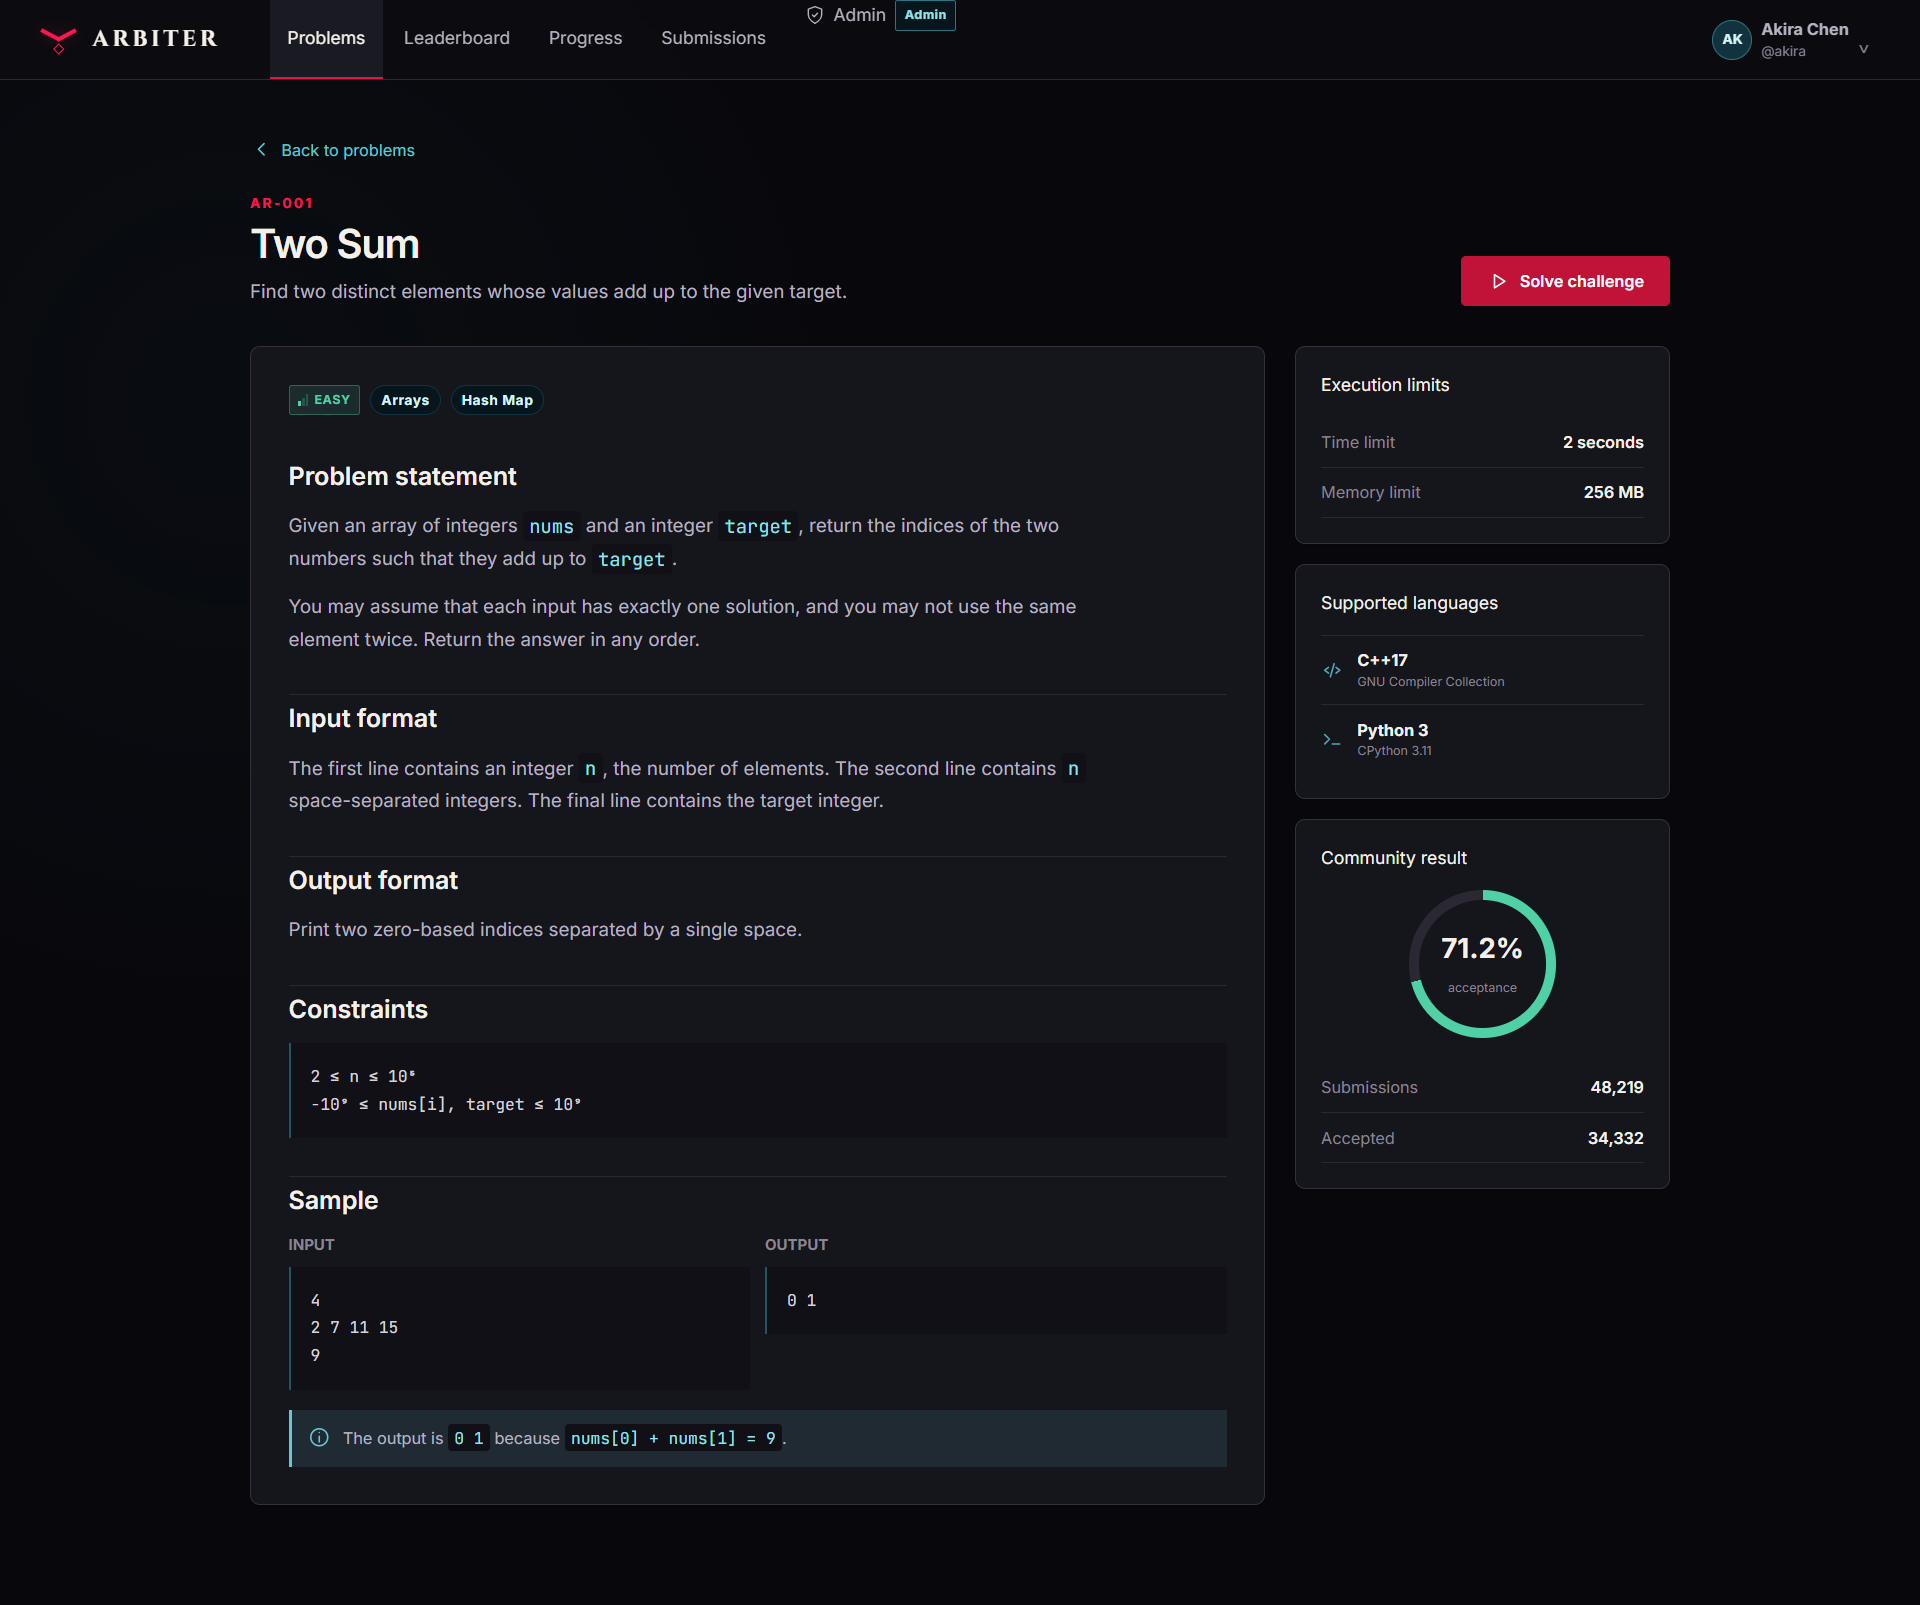 ARBITER
Problems
Leaderboard
Progress
Submissions
Admin
Admin
AK
Akira Chen
@akira
Back to problems
AR-001
Two Sum
Find two distinct elements whose values add up to the given target.
Solve challenge
EASY
Arrays
Hash Map
Problem statement
Given an array of integers nums and an integer target, return the indices of the two
numbers such that they add up to target.
You may assume that each input has exactly one solution, and you may not use the same
element twice. Return the answer in any order.
Input format
The first line contains an integer n, the number of elements. The second line contains n
space-separated integers. The final line contains the target integer.
Output format
Print two zero-based indices separated by a single space.
Constraints
2 ≤ n ≤ 10⁵
-10⁹ ≤ nums[i], target ≤ 10⁹
Sample
INPUT
4
2 7 11 15
9
OUTPUT
0 1
The output is 0 1 because nums[0] + nums[1] = 9.
Execution limits
Time limit
2 seconds
Memory limit
256 MB
Supported languages
</> C++17
GNU Compiler Collection
>_ Python 3
CPython 3.11
Community result
71.2%
acceptance
Submissions
48,219
Accepted
34,332